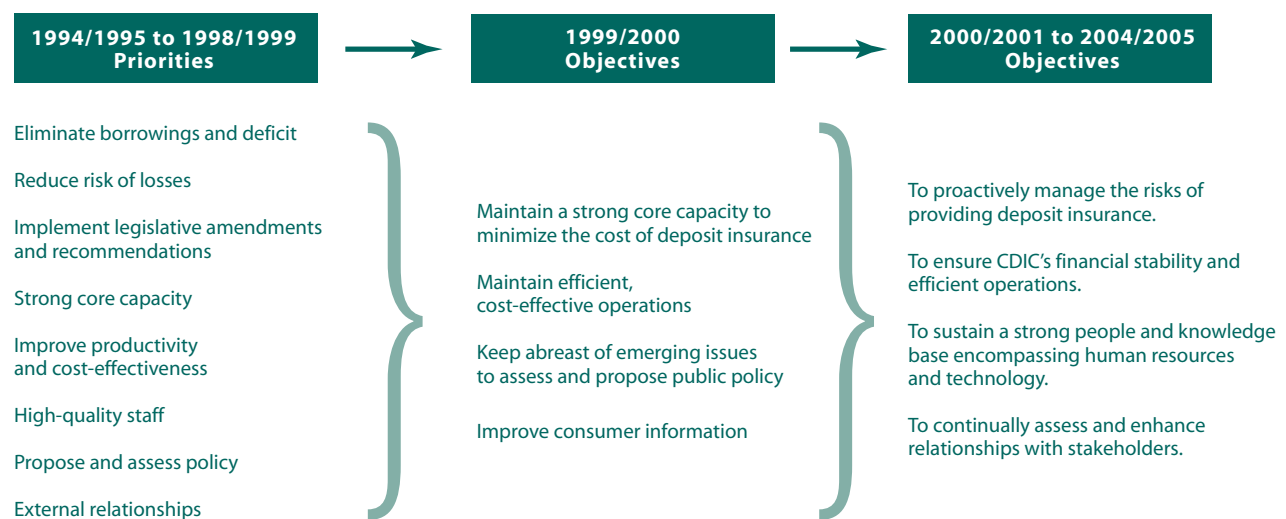 1994/1995 to 1998/1999
Priorities
Eliminate borrowings and deficit
Reduce risk of losses
Implement legislative amendments
and recommendations
Strong core capacity
Improve productivity
and cost-effectiveness
High-quality staff
Propose and assess policy
External relationships
1999/2000
Objectives
Maintain a strong core capacity to
minimize the cost of deposit insurance
Maintain efficient,
cost-effective operations
Keep abreast of emerging issues
to assess and propose public policy
Improve consumer information
2000/2001 to 2004/2005
Objectives
To proactively manage the risks of
providing deposit insurance.
To ensure CDIC’s financial stability and
efficient operations.
To sustain a strong people and knowledge
base encompassing human resources
and technology.
To continually assess and enhance
relationships with stakeholders.